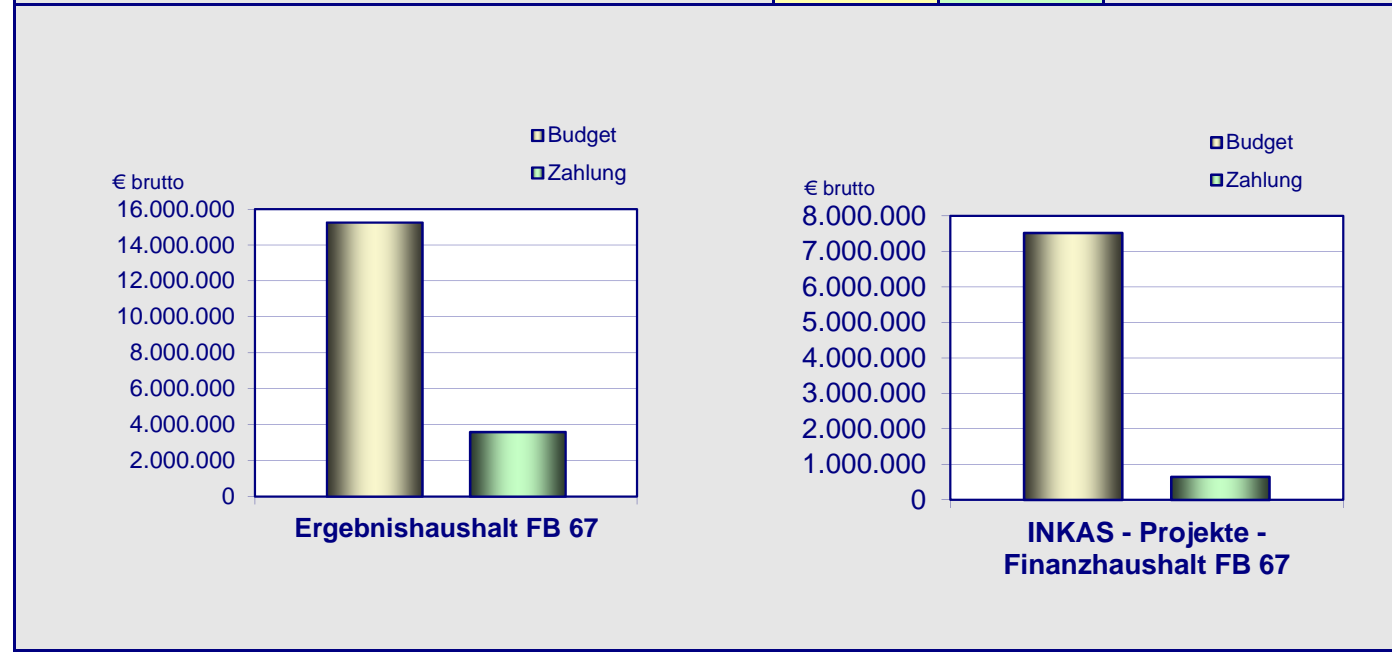 Budget
Zahlung
€ brutto
16.000.000
14.000.000
12.000.000
10.000.000
8.000.000
6.000.000
4.000.000
2.000.000
0
Ergebnishaushalt FB 67
Budget
Zahlung
€ brutto
8.000.000
7.000.000
6.000.000
5.000.000
4.000.000
3.000.000
2.000.000
1.000.000
0
INKAS - Projekte -
Finanzhaushalt FB 67